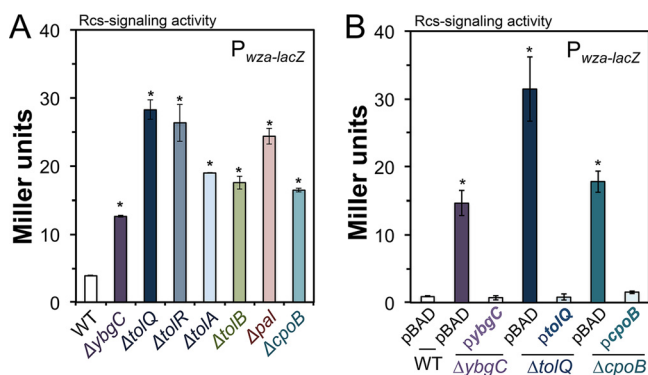 A
Rcs-signaling activity
P wza-lacZ
Miller units
40
30
20
10
0
*
*
*
*
*
*
*
WT
ΔybgC
ΔtolQ
ΔtolR
ΔtolA
ΔtolB
Δpal
ΔcpoB
B
Rcs-signaling activity
P wza-lacZ
Miller units
40
30
20
10
0
*
*
*
pBAD
pBAD
pybgC
pBAD
ptolQ
pBAD
pcpoB
WT
ΔybgC
ΔtolQ
ΔcpoB